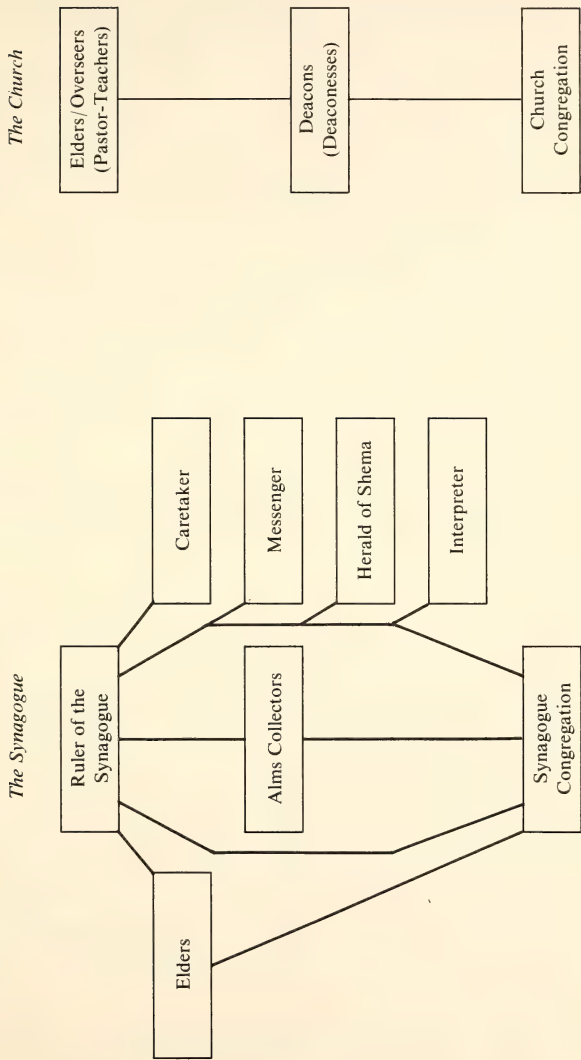 The Synagogue
Ruler of the
Synagogue
Elders
Caretaker
Messenger
Herald of Shema
Interpreter
Alms Collectors
Synagogue
Congregation
The Church
Elders/Overseers
(Pastor-Teachers)
Deacons
(Deaconesses)
Church
Congregation